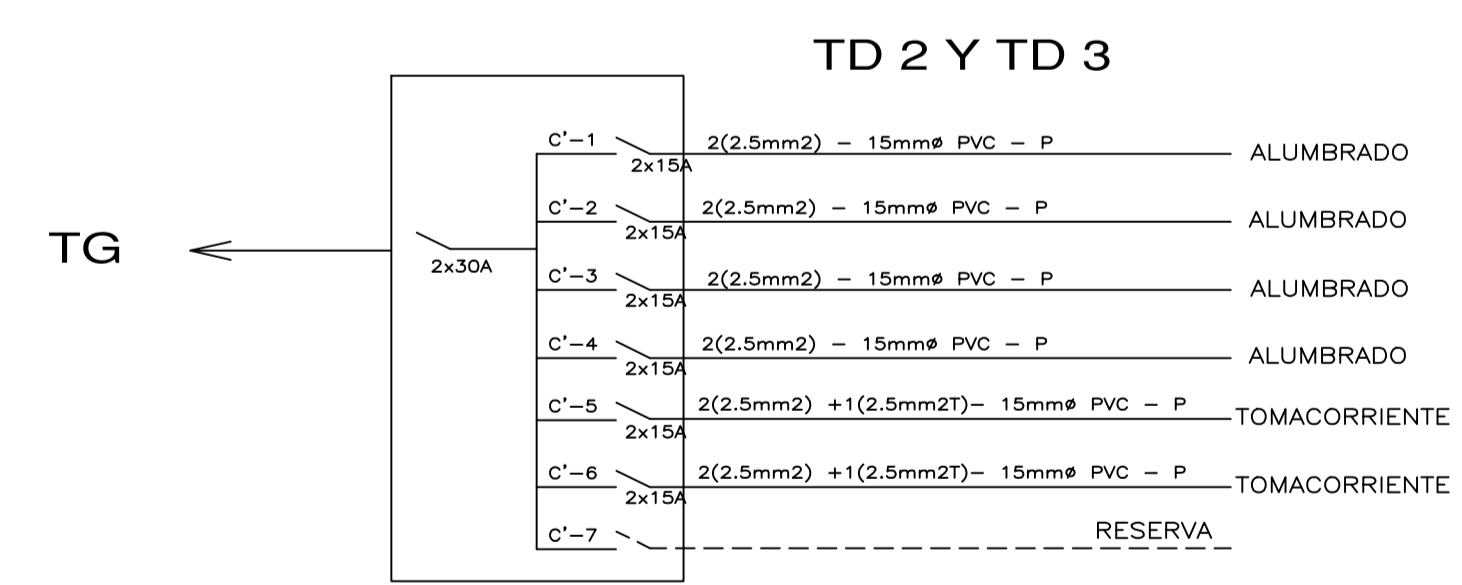 TD 2 Y TD 3
C'-1 2(2.5mm2) - 15mmø PVC - P
2x15A ALUMBRADO
C'-2 2(2.5mm2) - 15mmø PVC - P
2x15A ALUMBRADO
TG
2x30A
C'-3 2(2.5mm2) - 15mmø PVC - P
2x15A ALUMBRADO
C'-4 2(2.5mm2) - 15mmø PVC - P
2x15A ALUMBRADO
C'-5 2(2.5mm2) +1(2.5mm2T)- 15mmø PVC - P
2x15A TOMACORRIENTE
C'-6 2(2.5mm2) +1(2.5mm2T)- 15mmø PVC - P
2x15A TOMACORRIENTE
C'-7 RESERVA